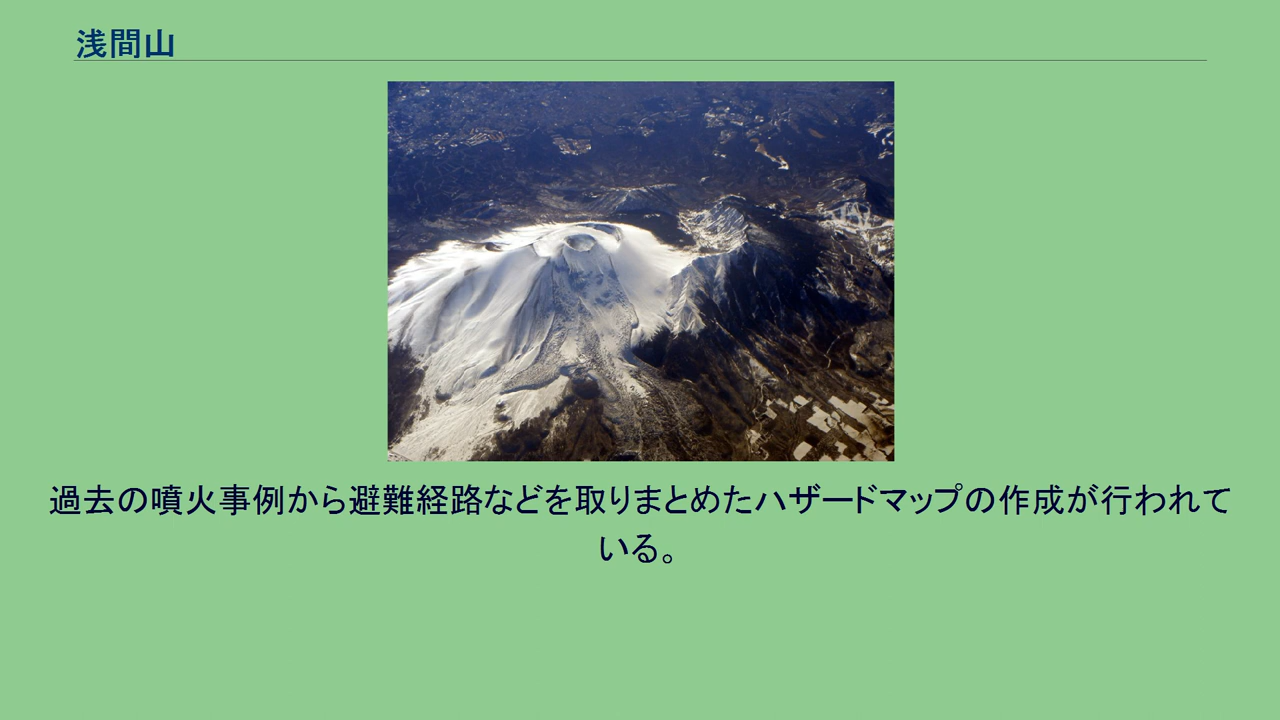 浅間山
過去の噴火事例から避難経路などを取りまとめたハザードマップの作成が行われて
いる。